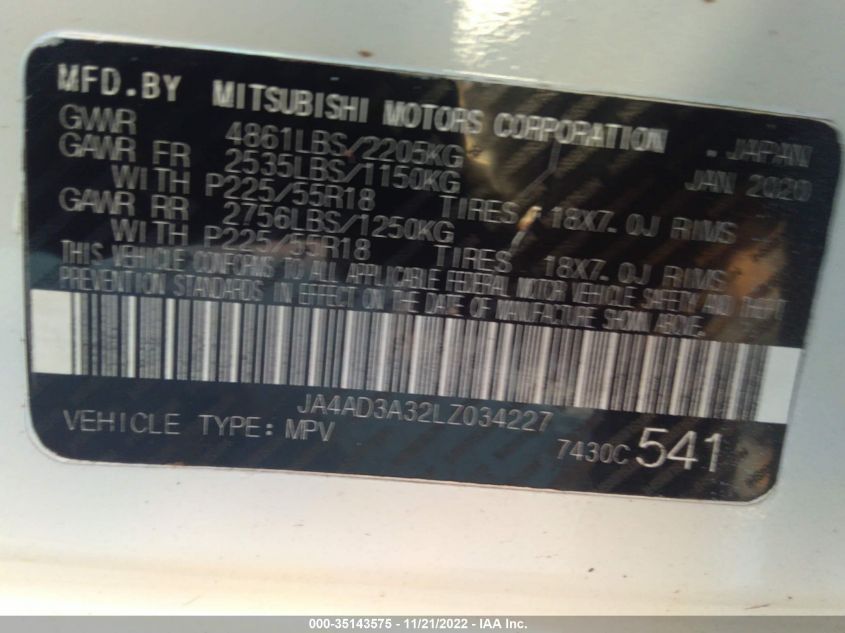 MFD.BY MITSUBISHI MOTORS CORPORATION - JAPAN
GVWR 4861LBS/2205KG JAN 2020
GAWR FR 2535LBS/1150KG
WITH P225/55R18 TIRES 18X7.0J RIMS
GAWR RR 2756LBS/1250KG
WITH P225/55R18 TIRES 18X7.0J RIMS
THIS VEHICLE CONFORMS TO ALL APPLICABLE FEDERAL MOTOR VEHICLE SAFETY AND THEFT
PREVENTION STANDARDS IN EFFECT ON THE DATE OF MANUFACTURE SHOWN ABOVE.
JA4AD3A32LZ034227
VEHICLE TYPE: MPV 7430C 541
000-35143575 - 11/21/2022 - IAA Inc.